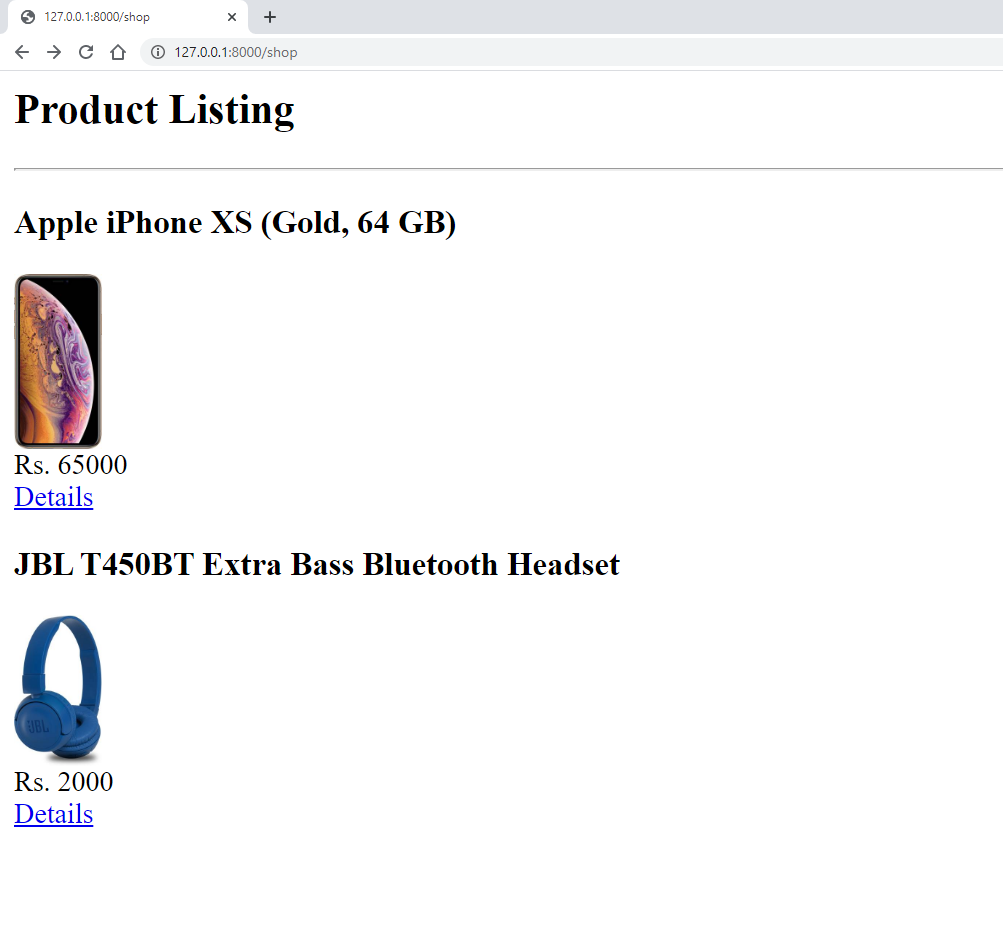 127.0.0.1:8000/shop
127.0.0.1:8000/shop
Product Listing
Apple iPhone XS (Gold, 64 GB)
Rs. 65000
Details
JBL T450BT Extra Bass Bluetooth Headset
JBL
Rs. 2000
Details